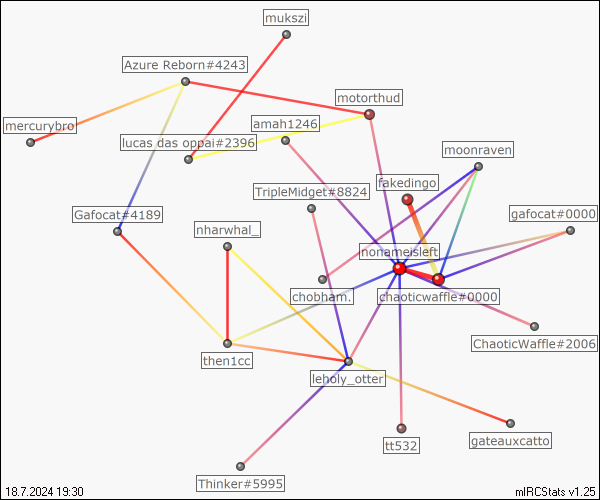 mukszi
Azure Reborn#4243
motorthud
mercurybro
amah1246
lucas das oppai#2396
moonraven
fakedingo
TripleMidget#8824
Gafocat#4189
gafocat#0000
nharwhal_
nonameisleft
chobham.
chaoticwaffle#0000
ChaoticWaffle#2006
then1cc
leholy_otter
tt532
gateauxcatto
Thinker#5995
18.7.2024 19:30
mIRCStats v1.25